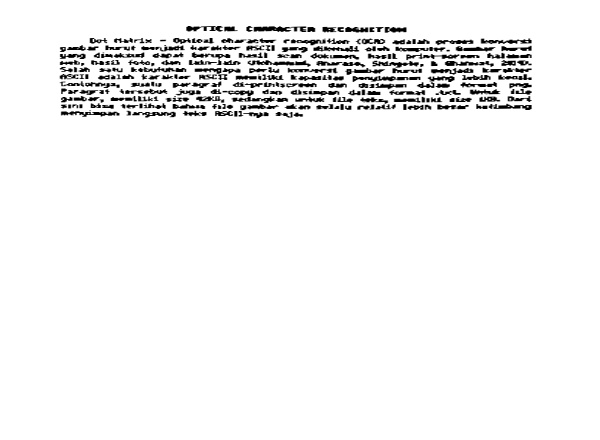 OPTICAL CHARACTER RECOGNITION
Dot Matrix - Optical character recognition (OCR) adalah proses konversi
gambar huruf menjadi karakter ASCII yang dikenali oleh komputer. Gambar huruf
yang dimaksud dapat berupa hasil scan dokumen, hasil print-screen halaman
web, hasil foto, dan lain-lain (Mohammad, Shingote, & 2014).
Salah satu kebutuhan mengapa perlu konversi gambar huruf menjadi karakter
ASCII adalah karakter ASCII memiliki kapasitas penyimpanan yang lebih kecil.
Contohnya, suatu paragraf di-printscreen dan disimpan dalam format png.
Paragraf tersebut juga di-copy dan disimpan dalam format .txt. Untuk file
gambar, memiliki size sedangkan untuk file teks, memiliki size Dari
sini bisa terlihat bahwa file gambar akan selalu relatif lebih besar ketimbang
menyimpan langsung teks ASCII-nya saja.